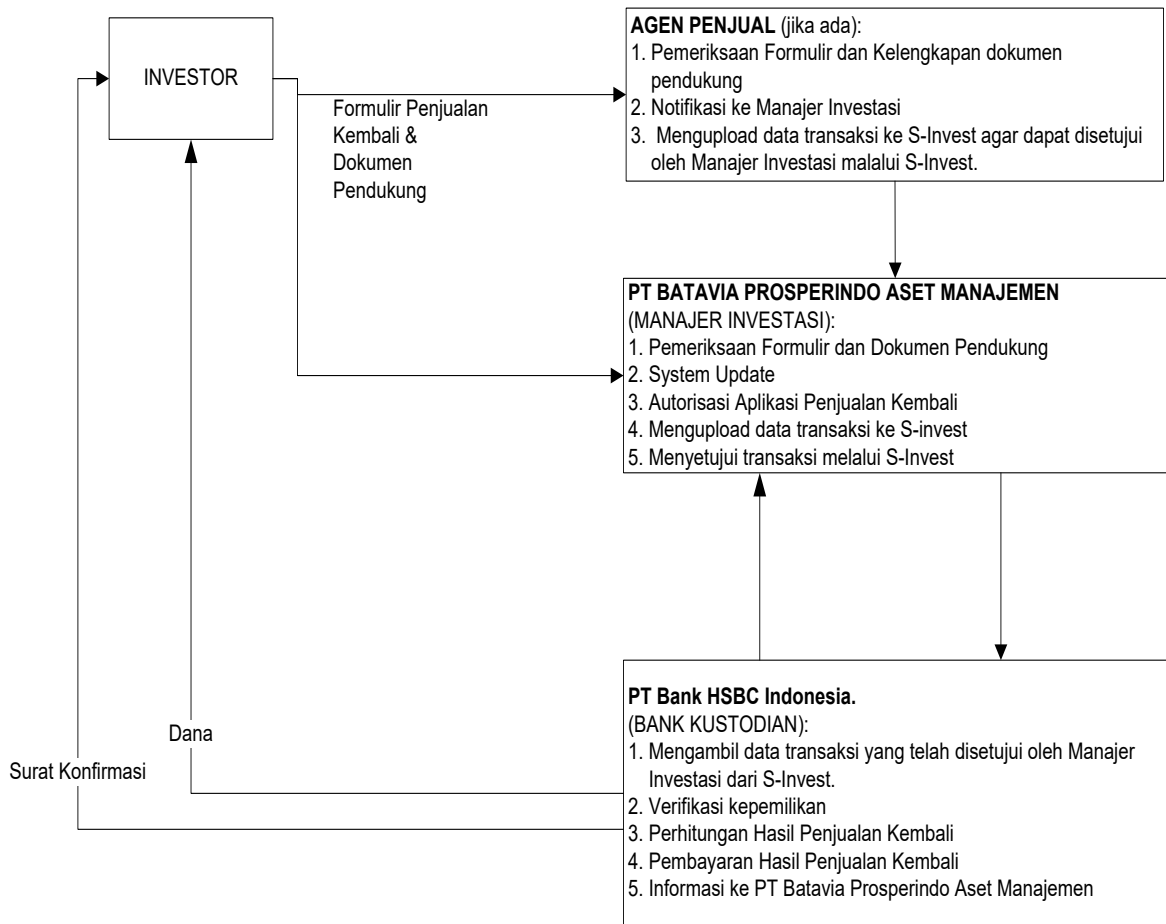 INVESTOR
Formulir Penjualan
Kembali &
Dokumen
Pendukung
AGEN PENJUAL (jika ada):
1. Pemeriksaan Formulir dan Kelengkapan dokumen
pendukung
2. Notifikasi ke Manajer Investasi
3. Mengupload data transaksi ke S-Invest agar dapat disetujui
oleh Manajer Investasi malalui S-Invest.
PT BATAVIA PROSPERINDO ASET MANAJEMEN
(MANAJER INVESTASI):
1. Pemeriksaan Formulir dan Dokumen Pendukung
2. System Update
3. Autorisasi Aplikasi Penjualan Kembali
4. Mengupload data transaksi ke S-invest
5. Menyetujui transaksi melalui S-Invest
PT Bank HSBC Indonesia.
(BANK KUSTODIAN):
1. Mengambil data transaksi yang telah disetujui oleh Manajer
Investasi dari S-Invest.
2. Verifikasi kepemilikan
3. Perhitungan Hasil Penjualan Kembali
4. Pembayaran Hasil Penjualan Kembali
5. Informasi ke PT Batavia Prosperindo Aset Manajemen
Dana
Surat Konfirmasi